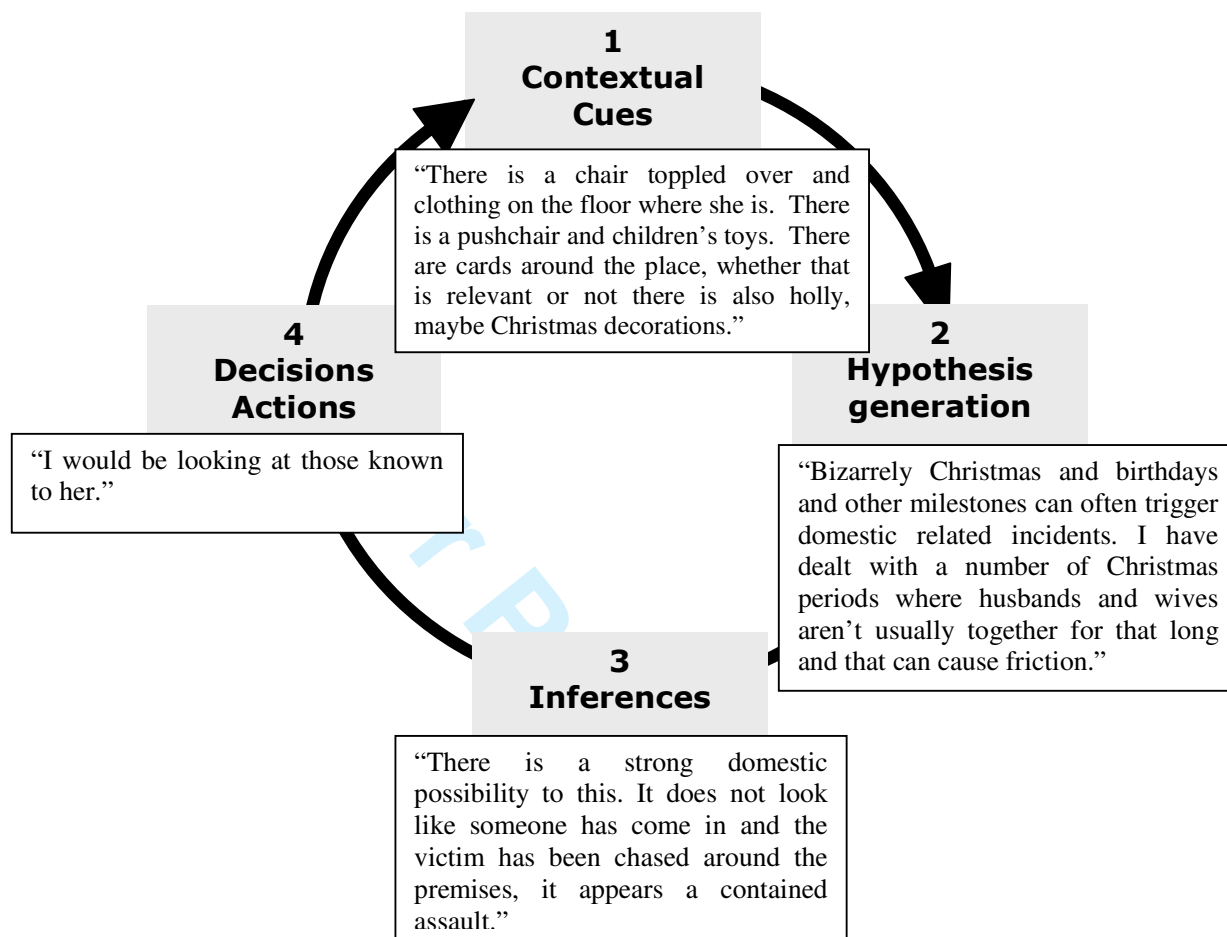 1
Contextual
Cues
“There is a chair toppled over and
clothing on the floor where she is. There
is a pushchair and children’s toys. There
are cards around the place, whether that
is relevant or not there is also holly,
maybe Christmas decorations.”
2
Hypothesis
generation
“Bizarrely Christmas and birthdays
and other milestones can often trigger
domestic related incidents. I have
dealt with a number of Christmas
periods where husbands and wives
aren’t usually together for that long
and that can cause friction.”
3
Inferences
“There is a strong domestic
possibility to this. It does not look
like someone has come in and the
victim has been chased around the
premises, it appears a contained
assault.”
4
Decisions
Actions
“I would be looking at those known
to her.”